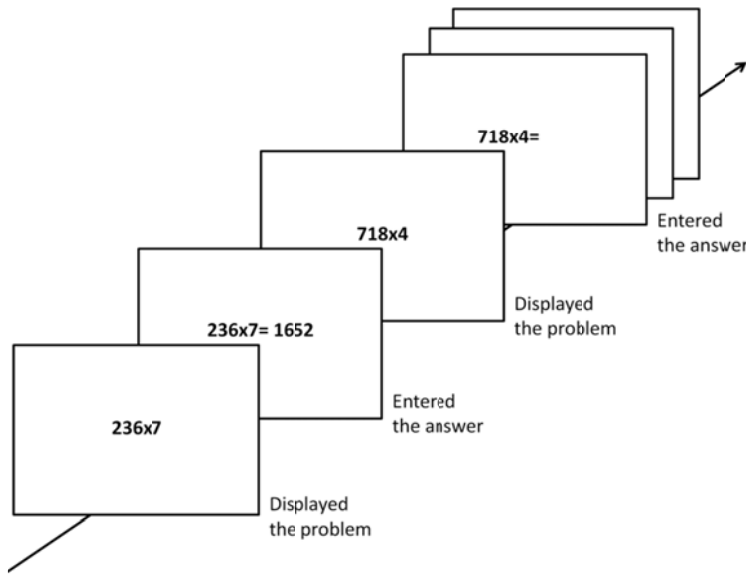 718x4=
Entered
the answer
718x4
Displayed
the problem
236x7= 1652
Entered
the answer
236x7
Displayed
the problem